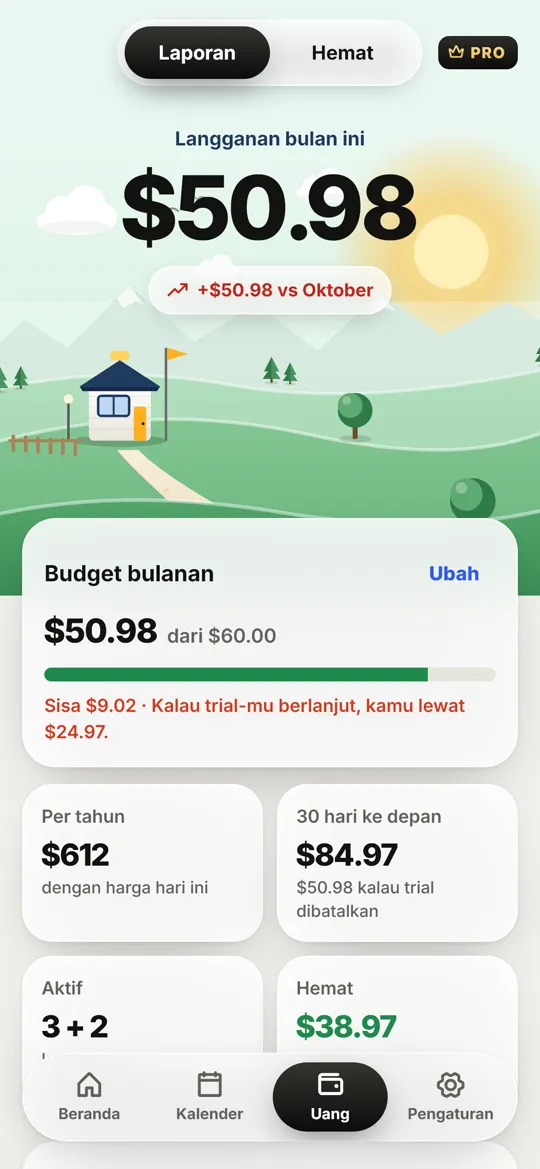 Laporan
Hemat
PRO
Langganan bulan ini
$50.98
+$50.98 vs Oktober
Budget bulanan
Ubah
$50.98 dari $60.00
Sisa $9.02 · Kalau trial-mu berlanjut, kamu lewat
$24.97.
Per tahun
$612
dengan harga hari ini
30 hari ke depan
$84.97
$50.98 kalau trial
dibatalkan
Aktif
3 + 2
Hemat
$38.97
Beranda
Kalender
Uang
Pengaturan